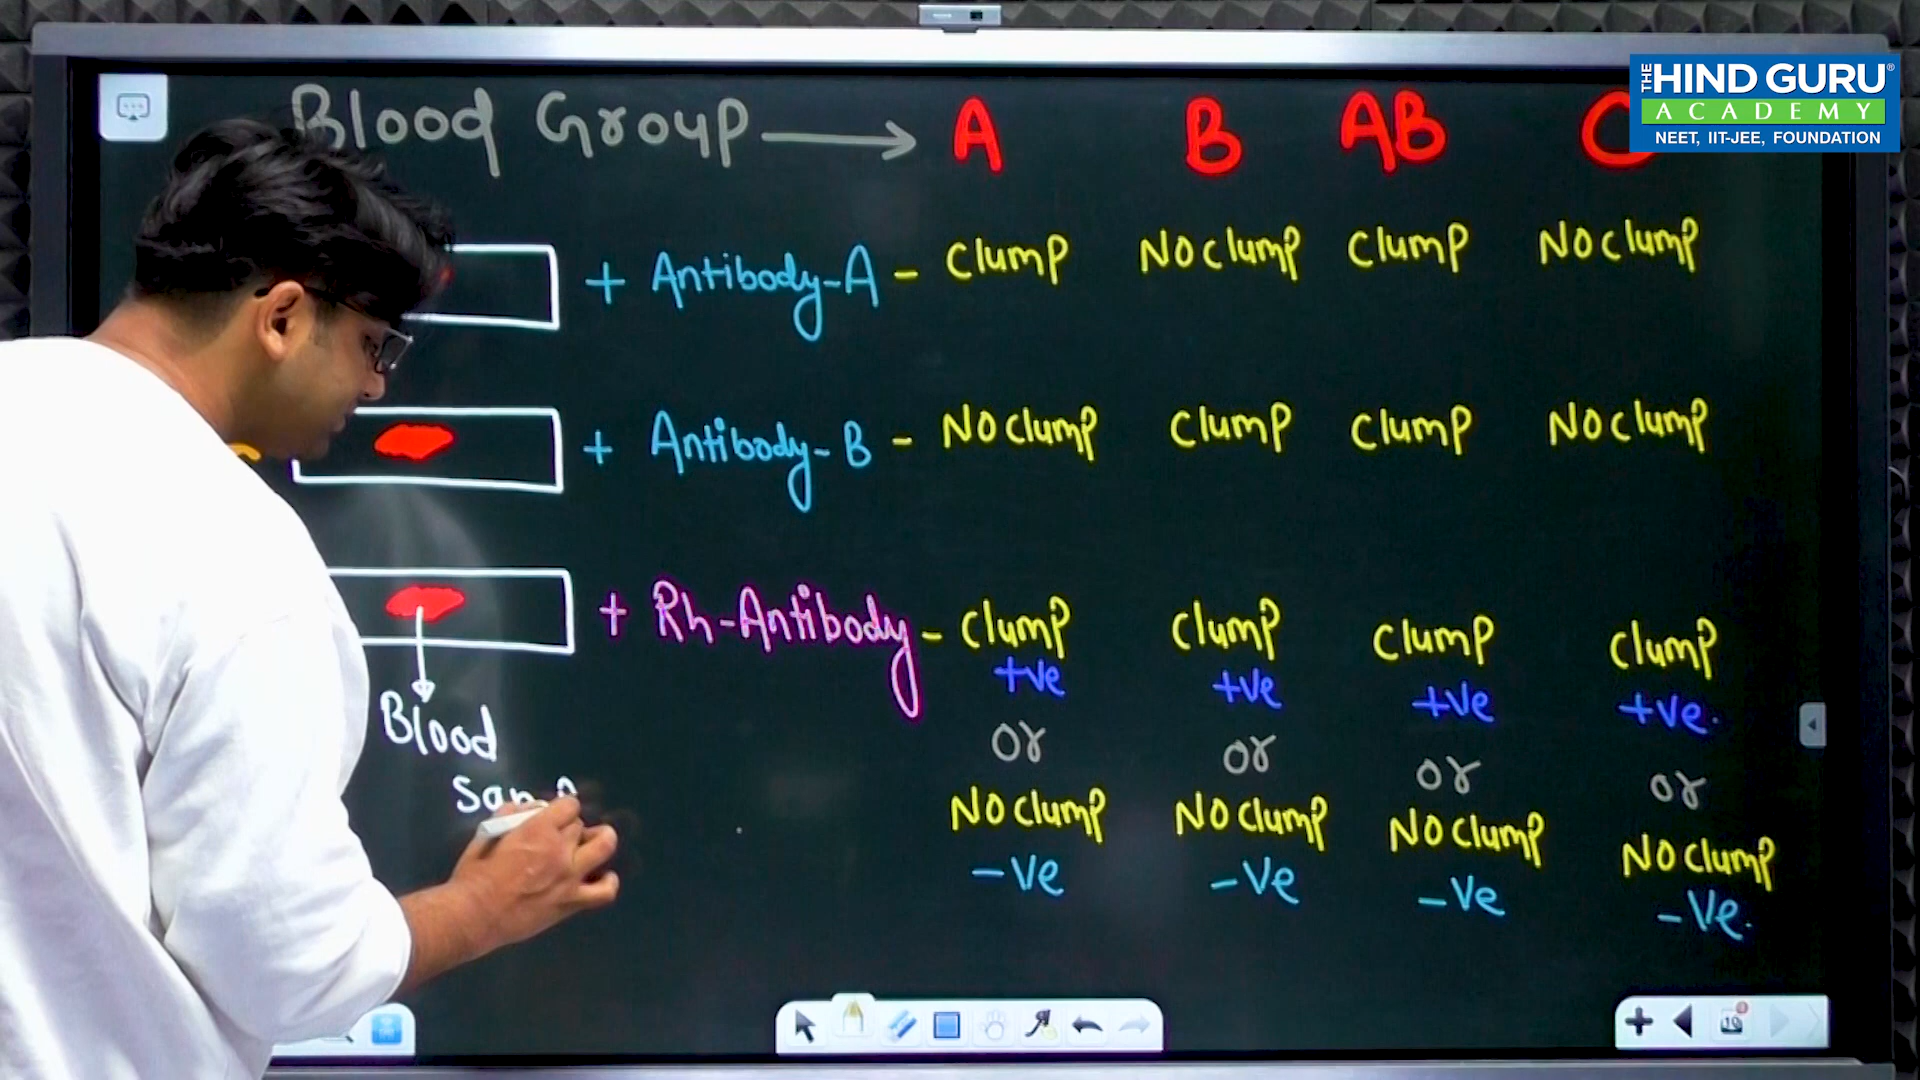 Blood Group → A B AB
+ Antibody-A - Clump No clump Clump No clump
+ Antibody-B - No clump Clump Clump No clump
+ Rh-Antibody - Clump Clump Clump Clump
+ve +ve +ve +ve.
or or or or
No clump No clump No clump No clump
-Ve -Ve -Ve -Ve.
Blood
THE HIND GURU®
ACADEMY
NEET, IIT-JEE, FOUNDATION
10